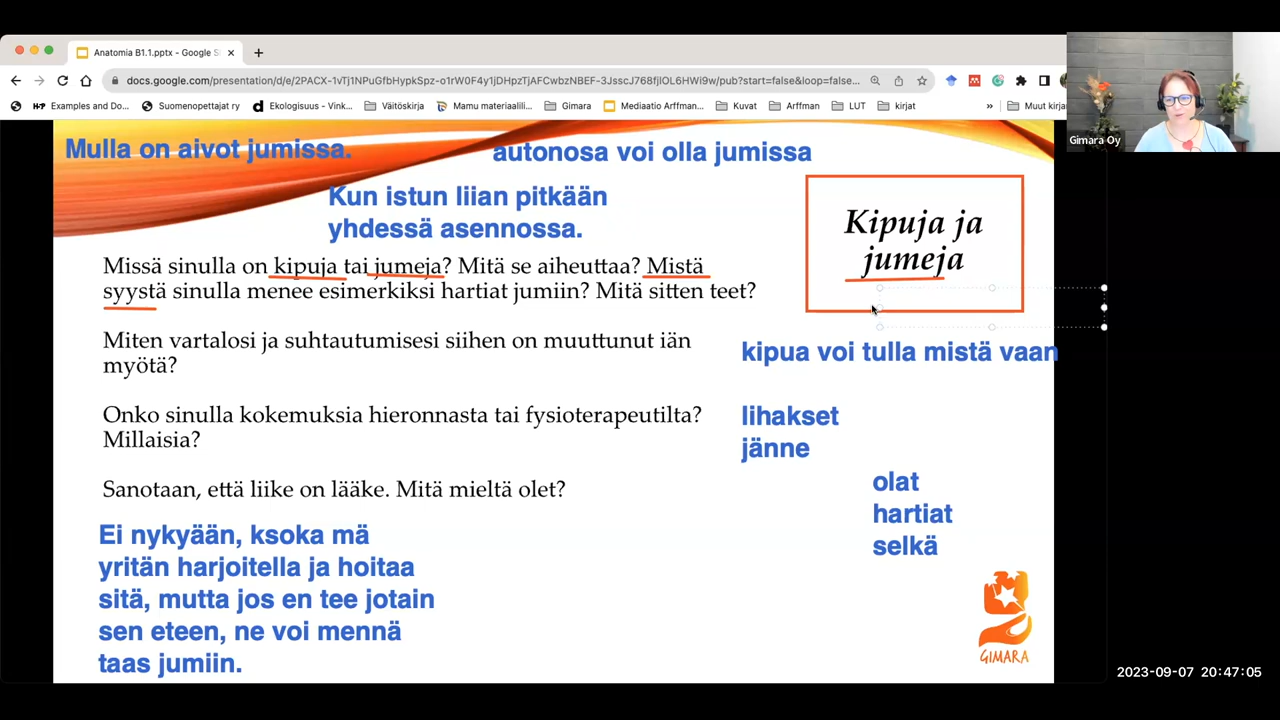 Anatomia B1.1.pptx - Google S
docs.google.com/presentation/d/e/2PACX-1vTj1NPuGfbHypkSpz-o1rW0F4y1jDHpzTjAFCwbzNBEF-3JsscJ768fjlOL6HWi9w/pub?start=false&loop=false...
Examples and Do... Suomenopettajat ry Ekologisuus - Vink... Väitöskirja Mamu materiaalili... Gimara Mediaatio Arffman... Kuvat Arffman LUT kirjat » Muut kirja
Gimara Oy
Mulla on aivot jumissa.
autonosa voi olla jumissa
Kun istun liian pitkään
yhdessä asennossa.
Kipuja ja
jumeja
Missä sinulla on kipuja tai jumeja? Mitä se aiheuttaa? Mistä
syystä sinulla menee esimerkiksi hartiat jumiin? Mitä sitten teet?
Miten vartalosi ja suhtautumisesi siihen on muuttunut iän
myötä?
kipua voi tulla mistä vaan
Onko sinulla kokemuksia hieronnasta tai fysioterapeutilta?
Millaisia?
lihakset
jänne
Sanotaan, että liike on lääke. Mitä mieltä olet?
olat
hartiat
selkä
Ei nykyään, ksoka mä
yritän harjoitella ja hoitaa
sitä, mutta jos en tee jotain
sen eteen, ne voi mennä
taas jumiin.
GIMARA
2023-09-07 20:47:05